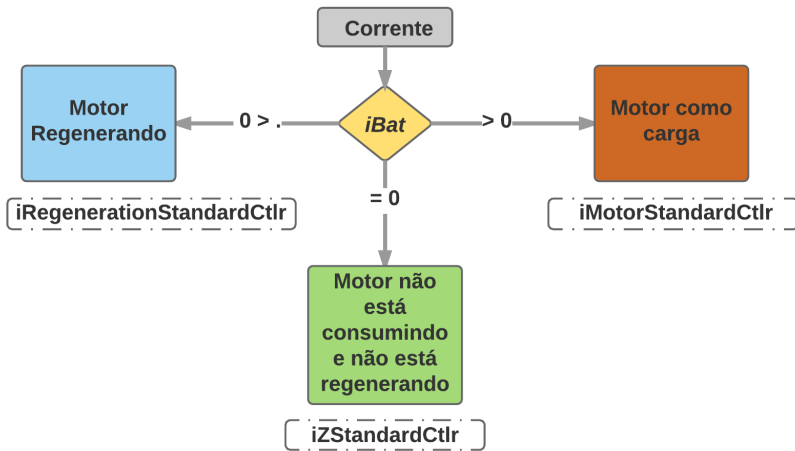 Corrente
Motor
Regenerando
0 > .
iBat
> 0
Motor como
carga
iRegenerationStandardCtlr
= 0
iMotorStandardCtlr
Motor não
está
consumindo
e não está
regenerando
iZStandardCtlr